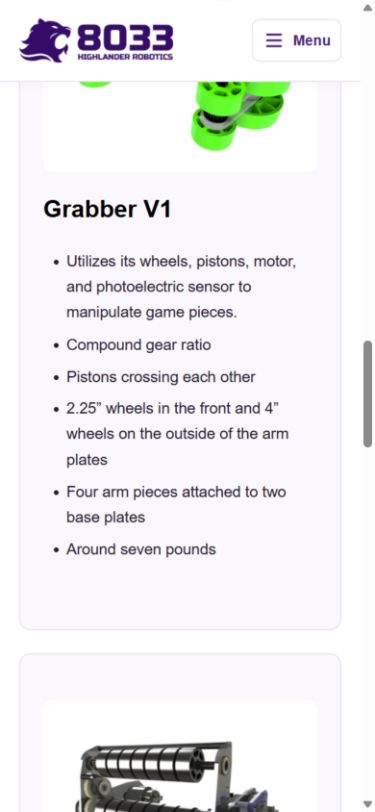 8033
HIGHLANDER ROBOTICS
Menu
Grabber V1
• Utilizes its wheels, pistons, motor,
and photoelectric sensor to
manipulate game pieces.
• Compound gear ratio
• Pistons crossing each other
• 2.25” wheels in the front and 4”
wheels on the outside of the arm
plates
• Four arm pieces attached to two
base plates
• Around seven pounds